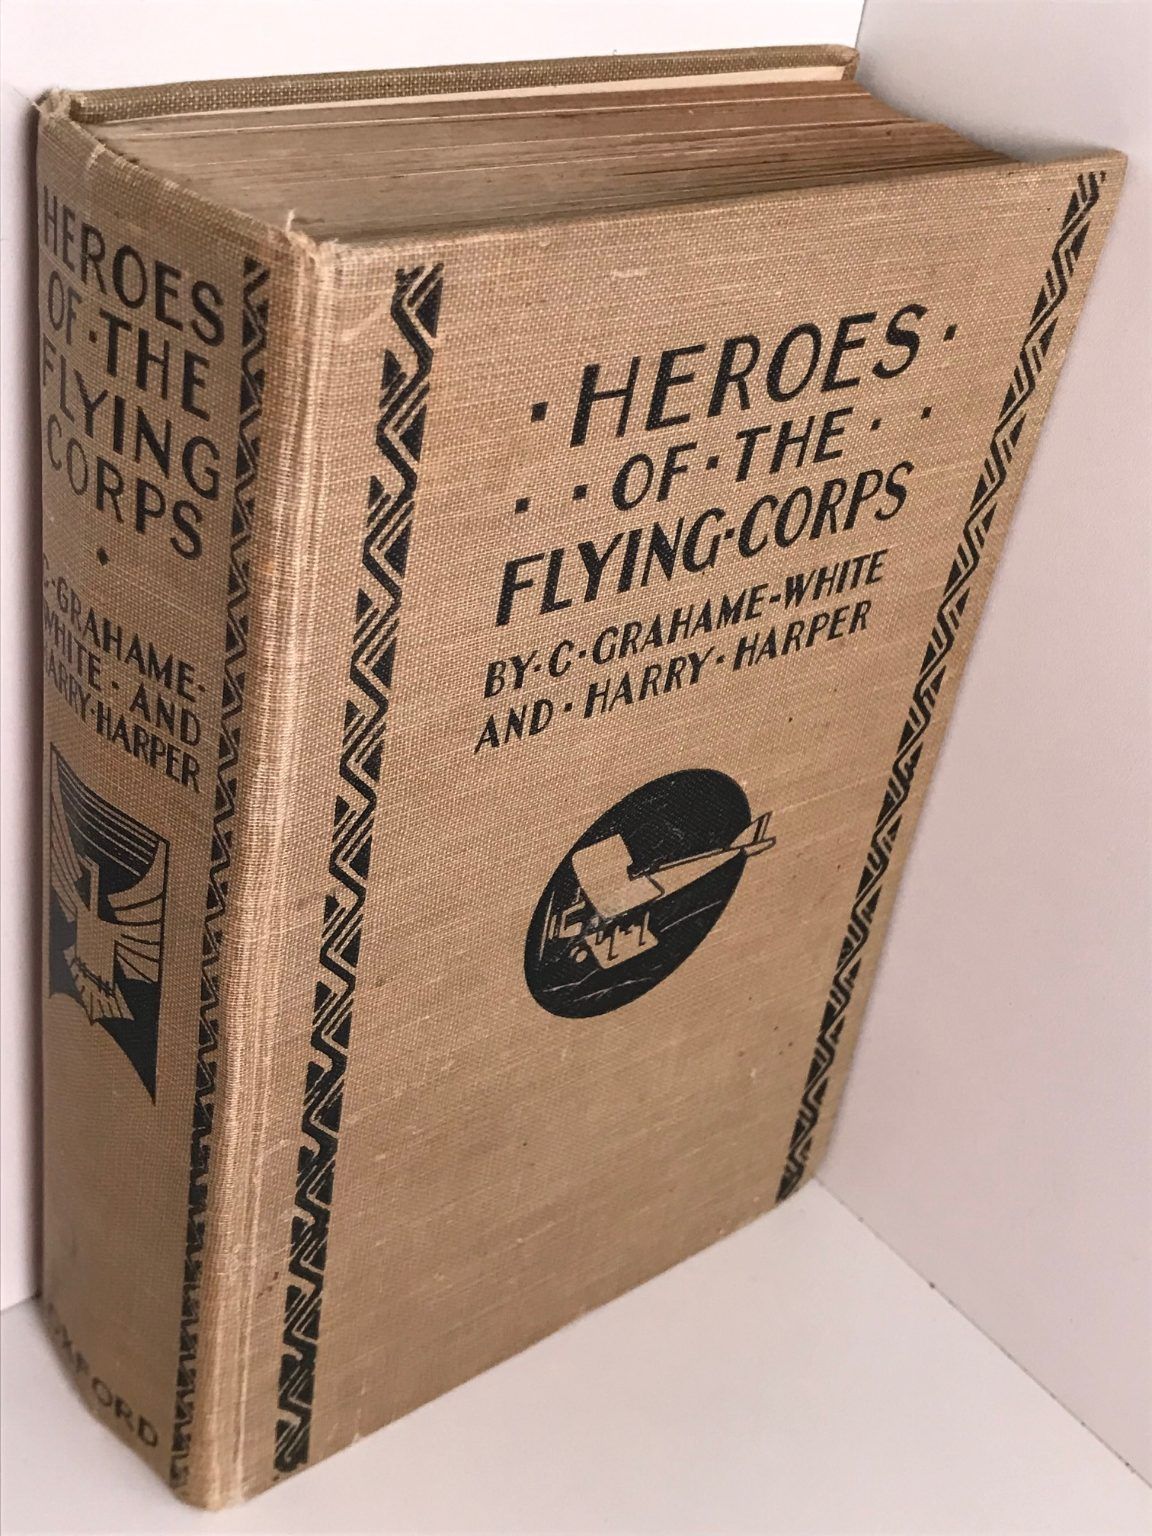 HEROES
OF·THE
FLYING
CORPS
C·GRAHAME-
WHITE·AND
HARRY·HARPER
OXFORD
·HEROES·
··OF·THE··
FLYING·CORPS
BY·C·GRAHAME-WHITE
AND·HARRY·HARPER